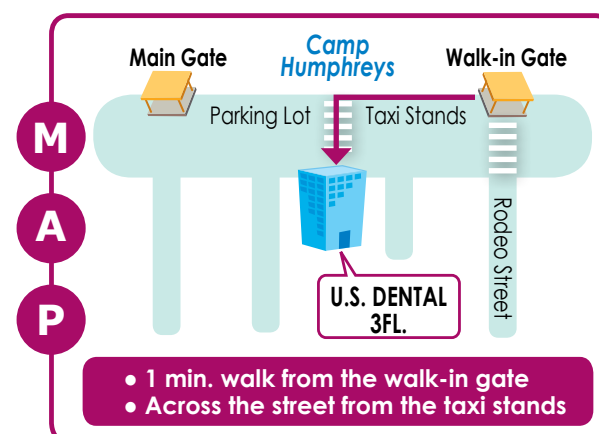 M
A
P
Main Gate
Camp
Humphreys
Walk-in Gate
Parking Lot
Taxi Stands
Rodeo Street
U.S. DENTAL
3FL.
● 1 min. walk from the walk-in gate
● Across the street from the taxi stands